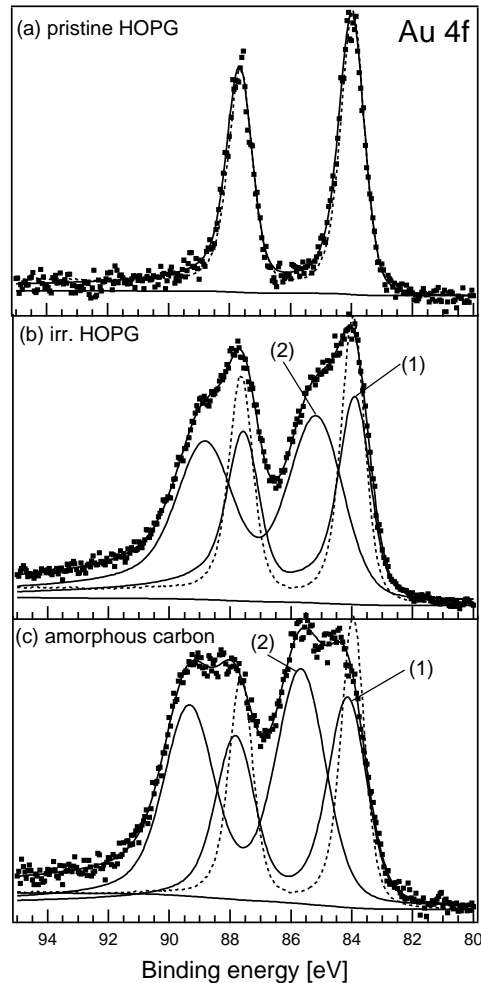 (a) pristine HOPG
Au 4f
(b) irr. HOPG
(2)
(1)
(c) amorphous carbon
(2)
(1)
94 92 90 88 86 84 82 80
Binding energy [eV]